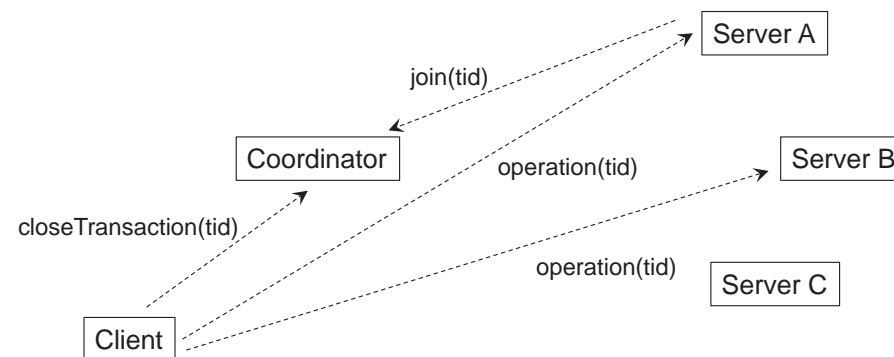 Server A
join(tid)
Coordinator
operation(tid)
Server B
closeTransaction(tid)
operation(tid)
Server C
Client